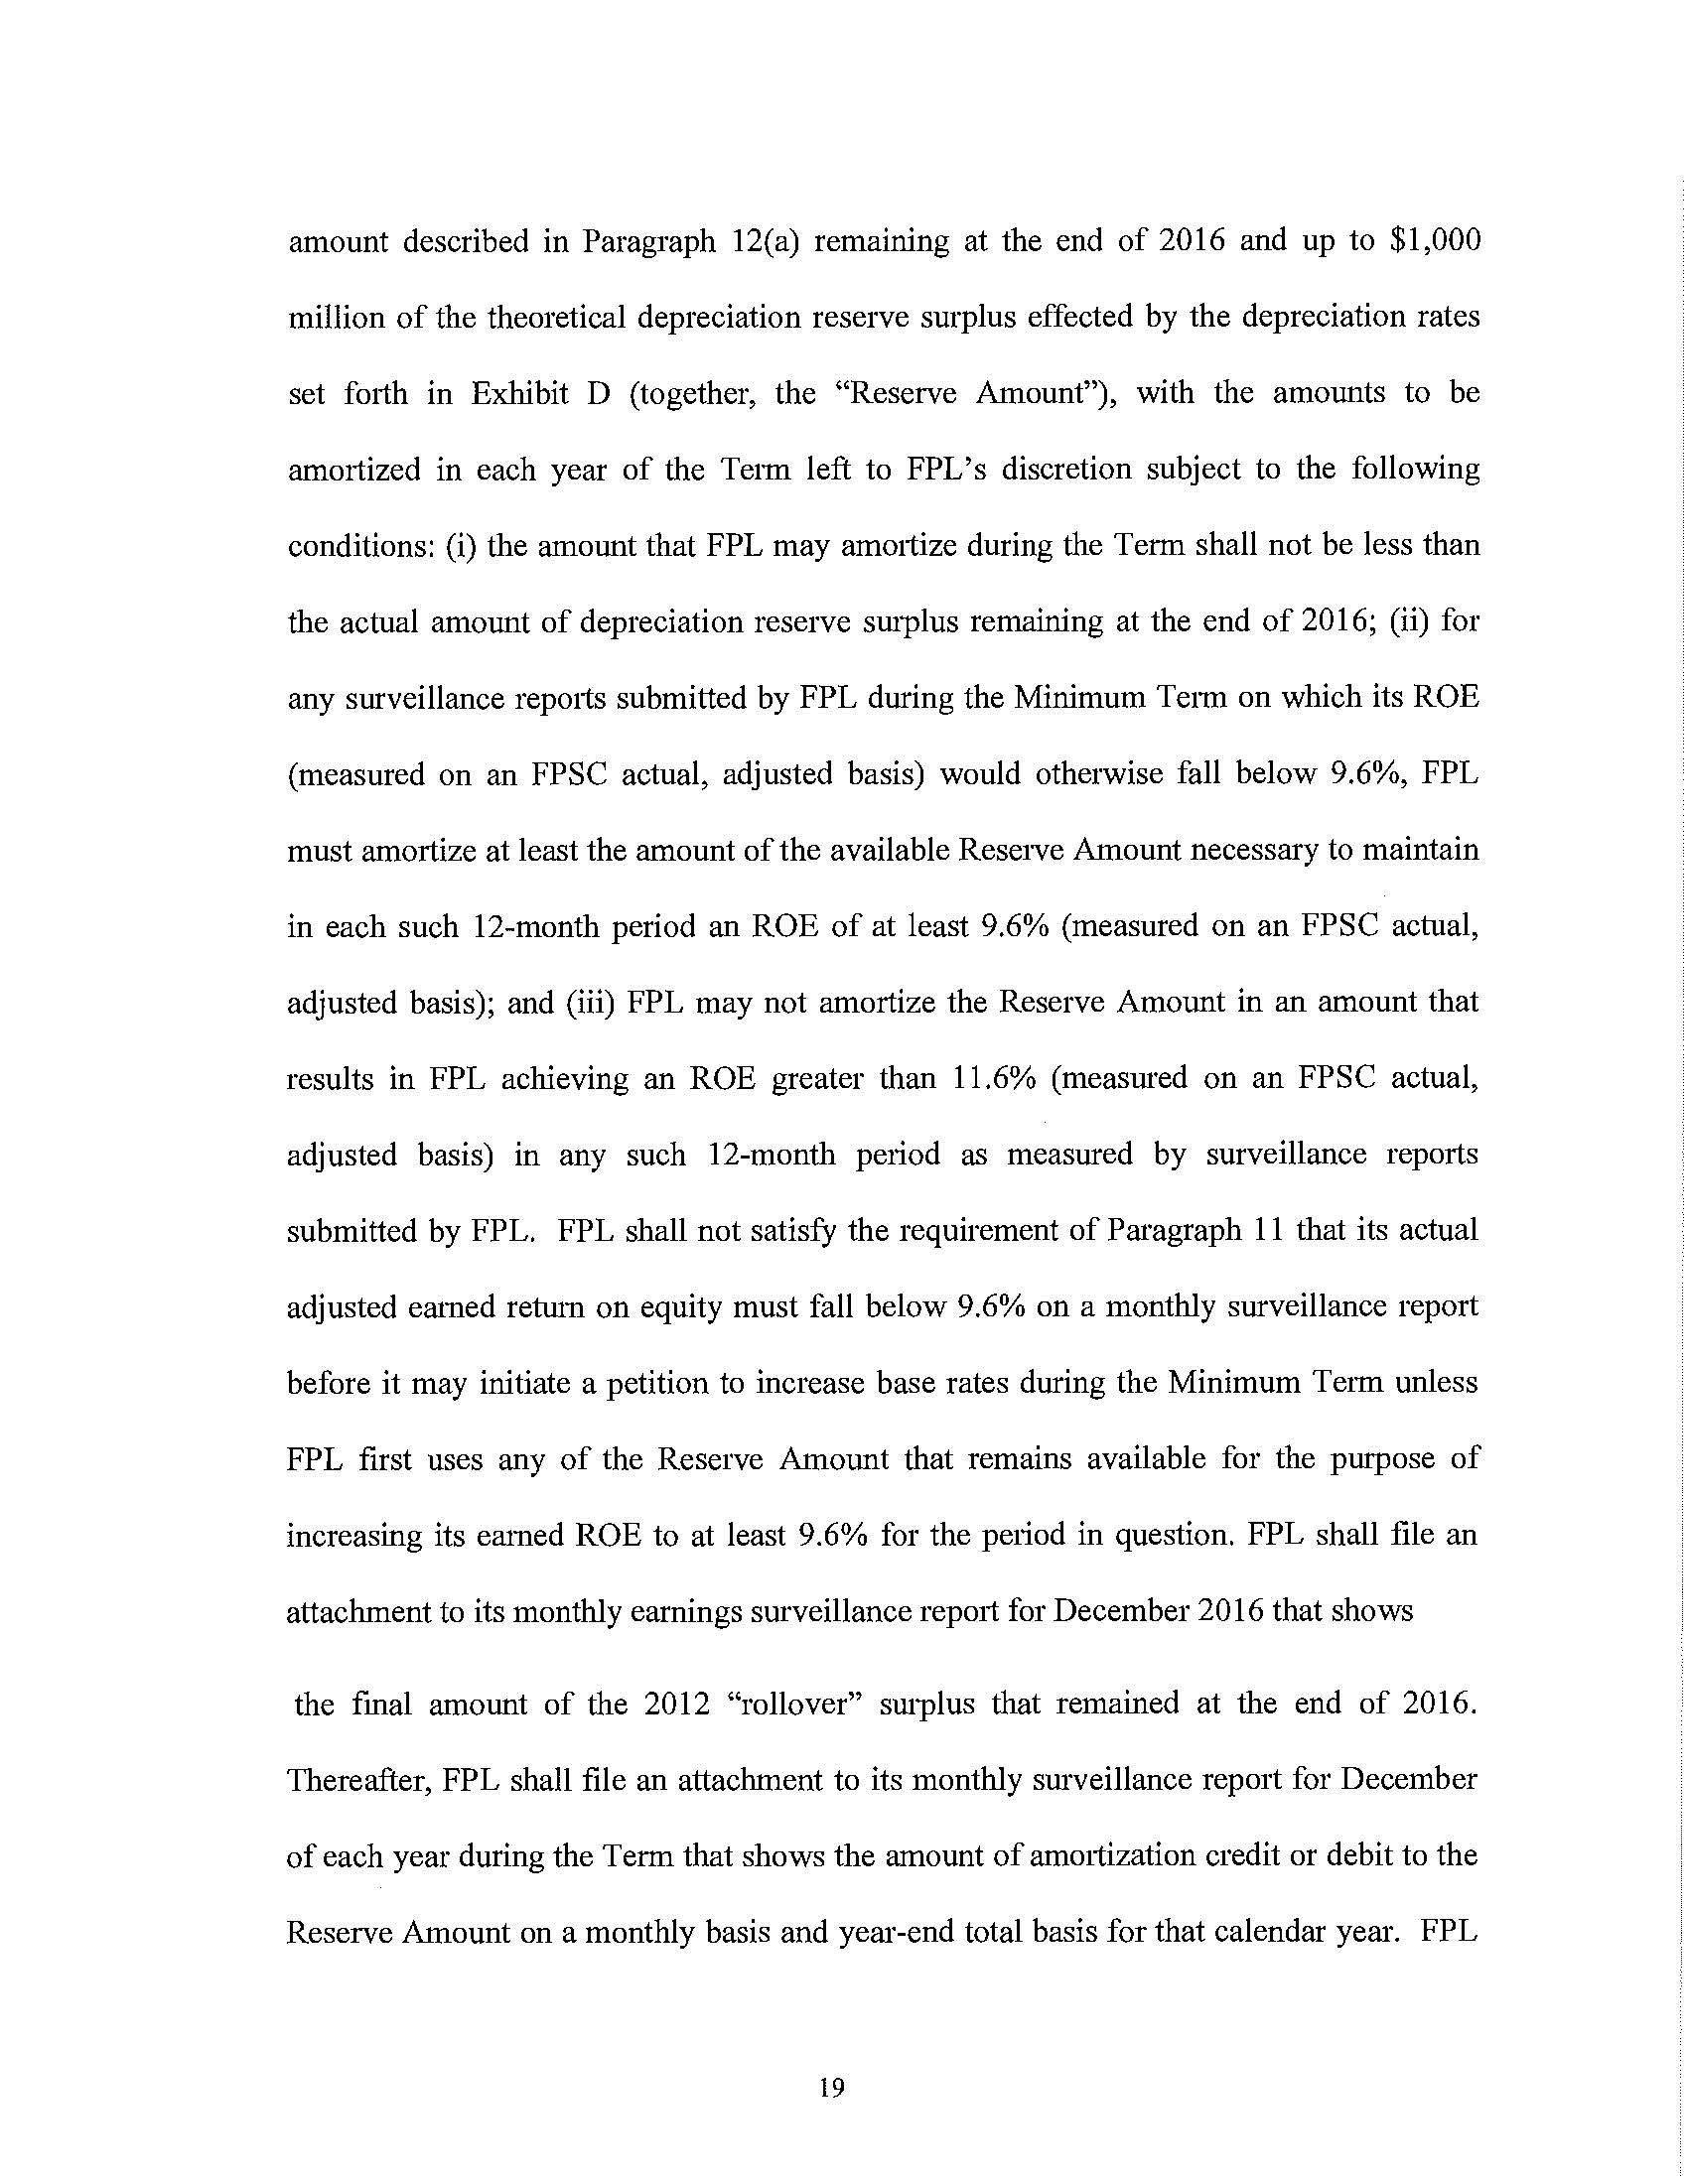 amount described in Paragraph 12(a) remaining at the end of 2016 and up to $1,000
million of the theoretical depreciation reserve surplus effected by the depreciation rates
set forth in Exhibit D (together, the “Reserve Amount”), with the amounts to be
amortized in each year of the Term left to FPL’s discretion subject to the following
conditions: (i) the amount that FPL may amortize during the Term shall not be less than
the actual amount of depreciation reserve surplus remaining at the end of 2016; (ii) for
any surveillance reports submitted by FPL during the Minimum Term on which its ROE
(measured on an FPSC actual, adjusted basis) would otherwise fall below 9.6%, FPL
must amortize at least the amount of the available Reserve Amount necessary to maintain
in each such 12-month period an ROE of at least 9.6% (measured on an FPSC actual,
adjusted basis); and (iii) FPL may not amortize the Reserve Amount in an amount that
results in FPL achieving an ROE greater than 11.6% (measured on an FPSC actual,
adjusted basis) in any such 12-month period as measured by surveillance reports
submitted by FPL. FPL shall not satisfy the requirement of Paragraph 11 that its actual
adjusted earned return on equity must fall below 9.6% on a monthly surveillance report
before it may initiate a petition to increase base rates during the Minimum Term unless
FPL first uses any of the Reserve Amount that remains available for the purpose of
increasing its earned ROE to at least 9.6% for the period in question. FPL shall file an
attachment to its monthly earnings surveillance report for December 2016 that shows
the final amount of the 2012 “rollover” surplus that remained at the end of 2016.
Thereafter, FPL shall file an attachment to its monthly surveillance report for December
of each year during the Term that shows the amount of amortization credit or debit to the
Reserve Amount on a monthly basis and year-end total basis for that calendar year. FPL
19